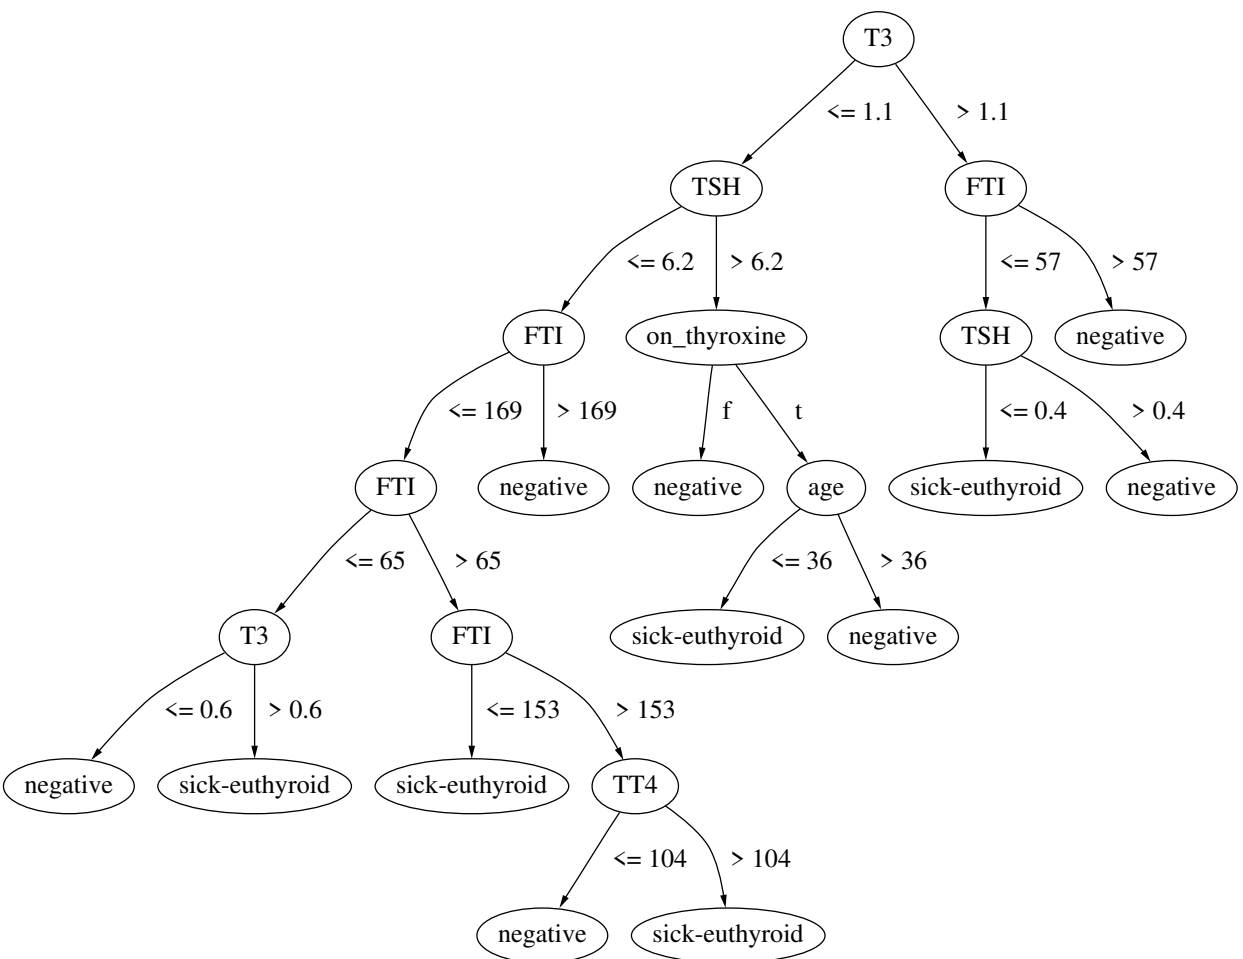 T3
<= 1.1 > 1.1
TSH FTI
<= 6.2 > 6.2 <= 57 > 57
FTI on_thyroxine TSH negative
<= 169 > 169 f t <= 0.4 > 0.4
FTI negative negative age sick-euthyroid negative
<= 65 > 65 <= 36 > 36
T3 FTI sick-euthyroid negative
<= 0.6 > 0.6 <= 153 > 153
negative sick-euthyroid sick-euthyroid TT4
<= 104 > 104
negative sick-euthyroid